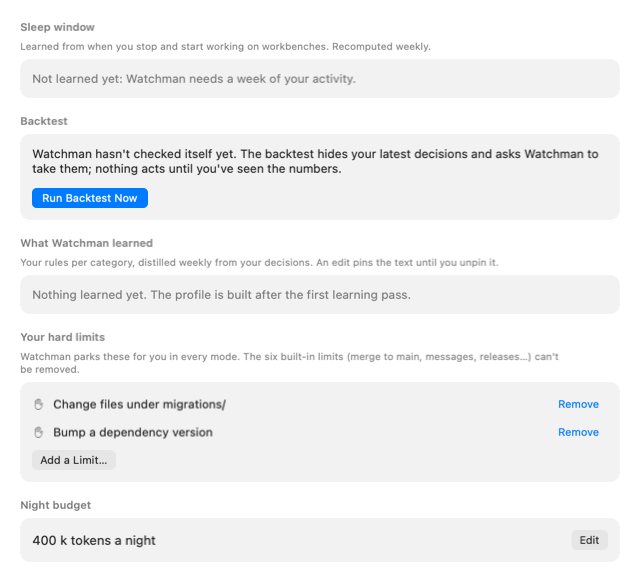 Sleep window
Learned from when you stop and start working on workbenches. Recomputed weekly.
Not learned yet: Watchman needs a week of your activity.
Backtest
Watchman hasn't checked itself yet. The backtest hides your latest decisions and asks Watchman to
take them; nothing acts until you've seen the numbers.
Run Backtest Now
What Watchman learned
Your rules per category, distilled weekly from your decisions. An edit pins the text until you unpin it.
Nothing learned yet. The profile is built after the first learning pass.
Your hard limits
Watchman parks these for you in every mode. The six built-in limits (merge to main, messages, releases...) can't
be removed.
Change files under migrations/ Remove
Bump a dependency version Remove
Add a Limit...
Night budget
400 k tokens a night Edit